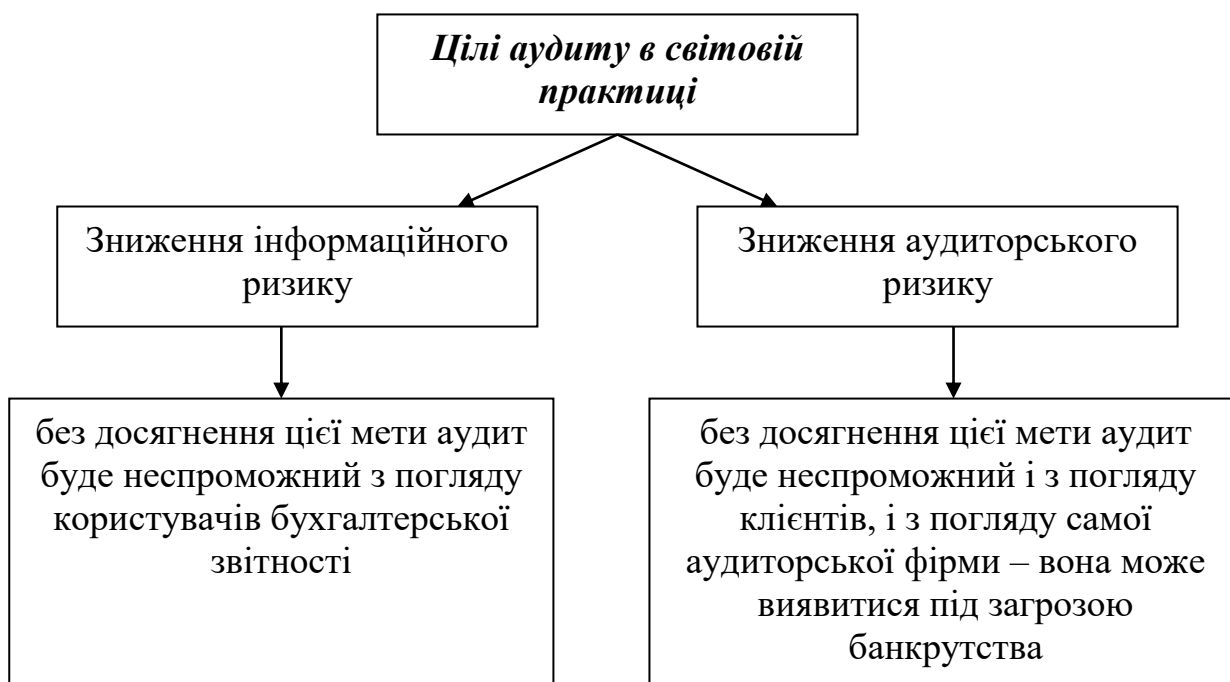 Цілі аудиту в світовій
практиці
Зниження інформаційного
ризику
Зниження аудиторського
ризику
без досягнення цієї мети аудит
буде неспроможний з погляду
користувачів бухгалтерської
звітності
без досягнення цієї мети аудит
буде неспроможний і з погляду
клієнтів, і з погляду самої
аудиторської фірми – вона може
виявитися під загрозою
банкрутства